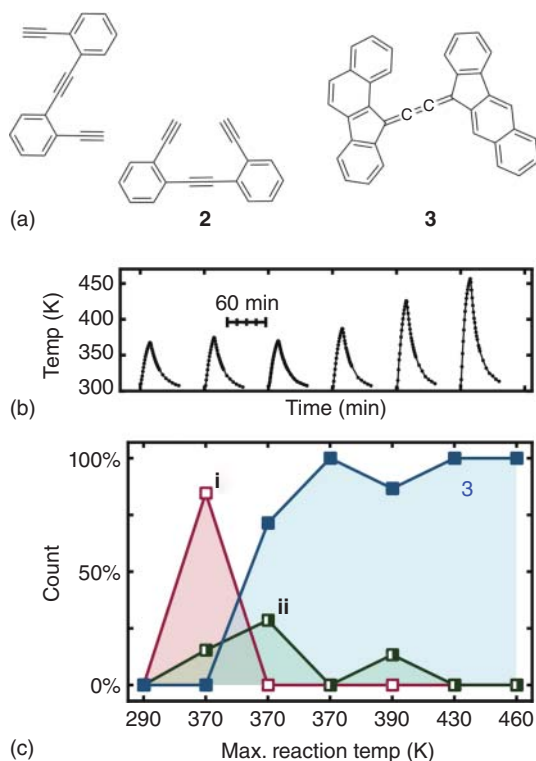 C C
(a) 2 3
450
400
350
300
Temp (K)
60 min
(b) Time (min)
100%
50%
0%
Count
i
ii
3
290 370 370 370 390 430 460
(c) Max. reaction temp (K)